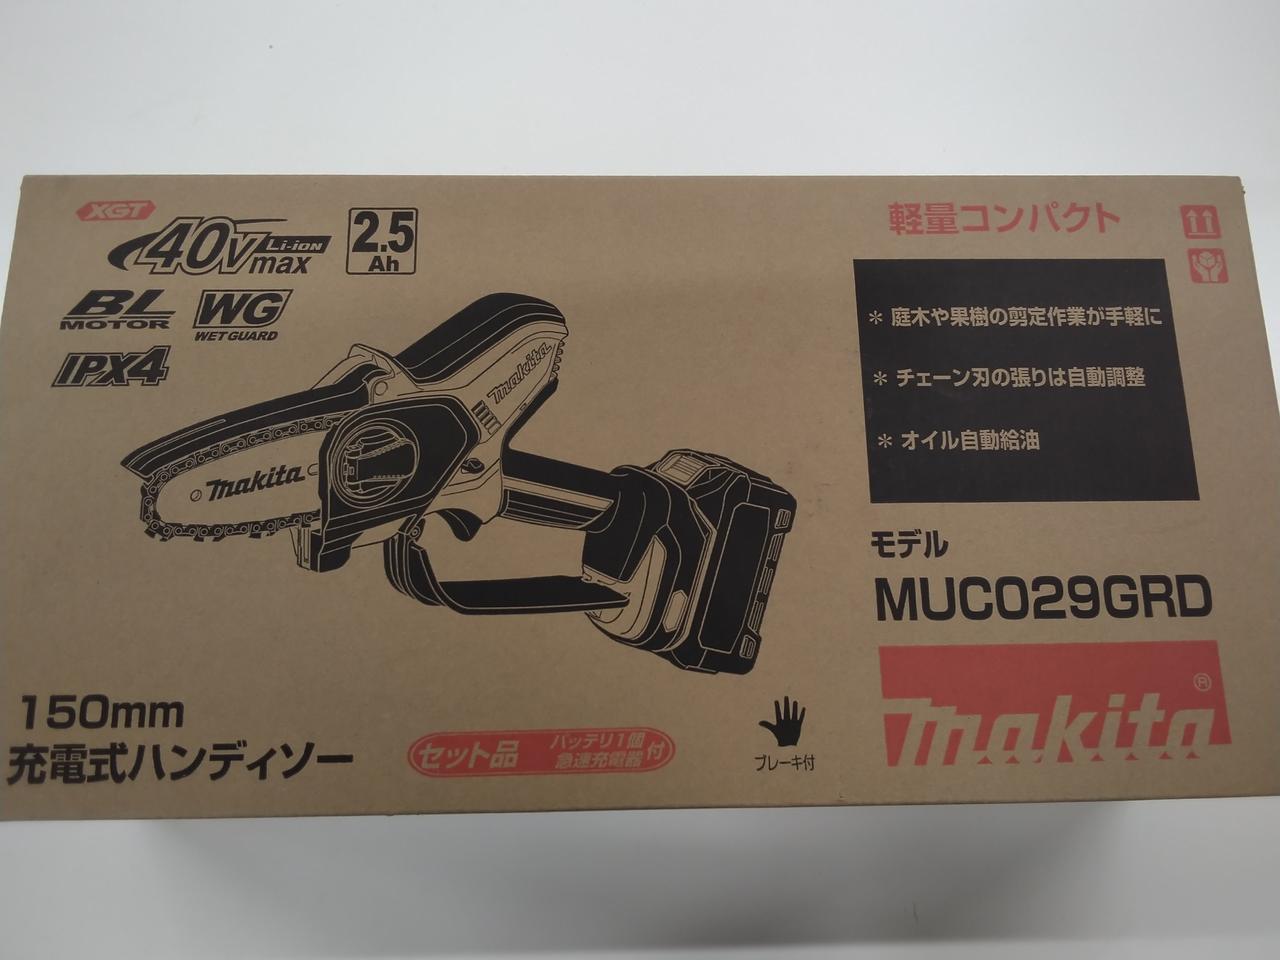 XGT
40Vmax Li-ion
2.5
Ah
BL
MOTOR
WG
WET GUARD
IPX4
makita
makita
軽量コンパクト
＊ 庭木や果樹の剪定作業が手軽に
＊ チェーン刃の張りは自動調整
＊ オイル自動給油
モデル
MUC029GRD
makita®
150mm
充電式ハンディソー
セット品
バッテリ1個
急速充電器付
ブレーキ付